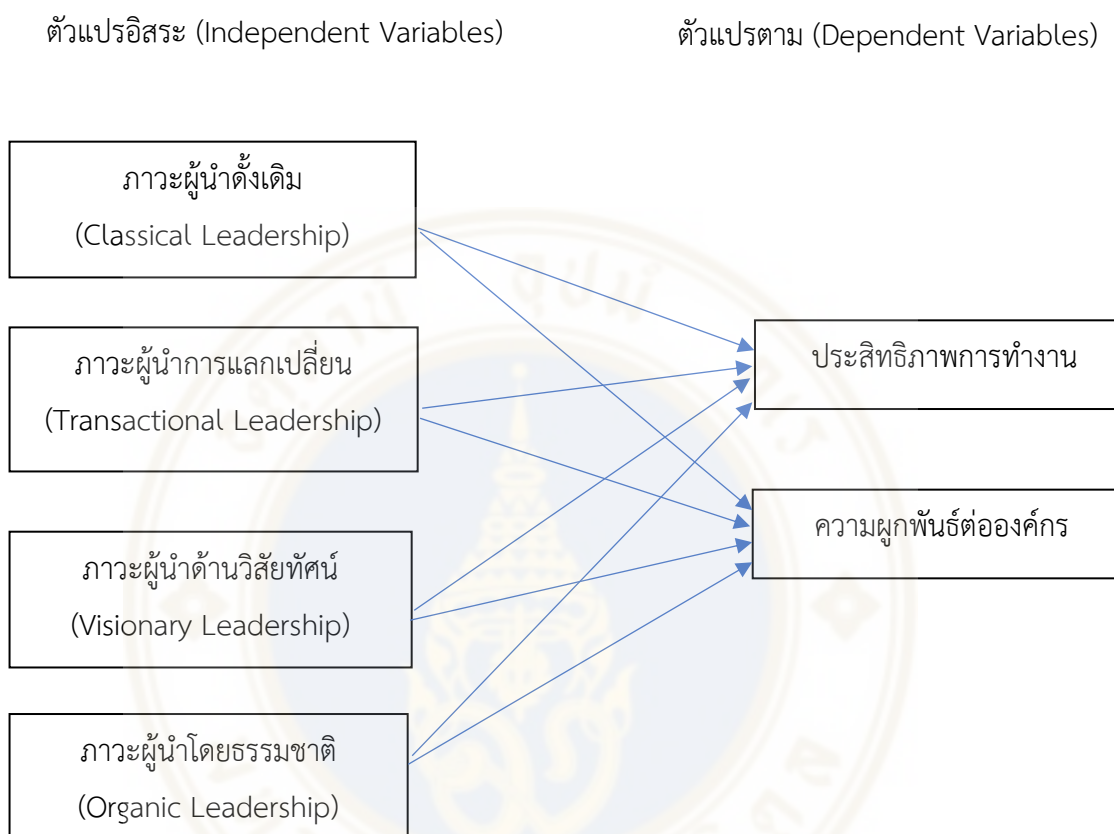 ตัวแปรอิสระ (Independent Variables)
ตัวแปรตาม (Dependent Variables)
ภาวะผู้นำดั้งเดิม
(Classical Leadership)
ภาวะผู้นำการแลกเปลี่ยน
(Transactional Leadership)
ภาวะผู้นำด้านวิสัยทัศน์
(Visionary Leadership)
ภาวะผู้นำโดยธรรมชาติ
(Organic Leadership)
ประสิทธิภาพการทำงาน
ความผูกพันธ์ต่อองค์กร